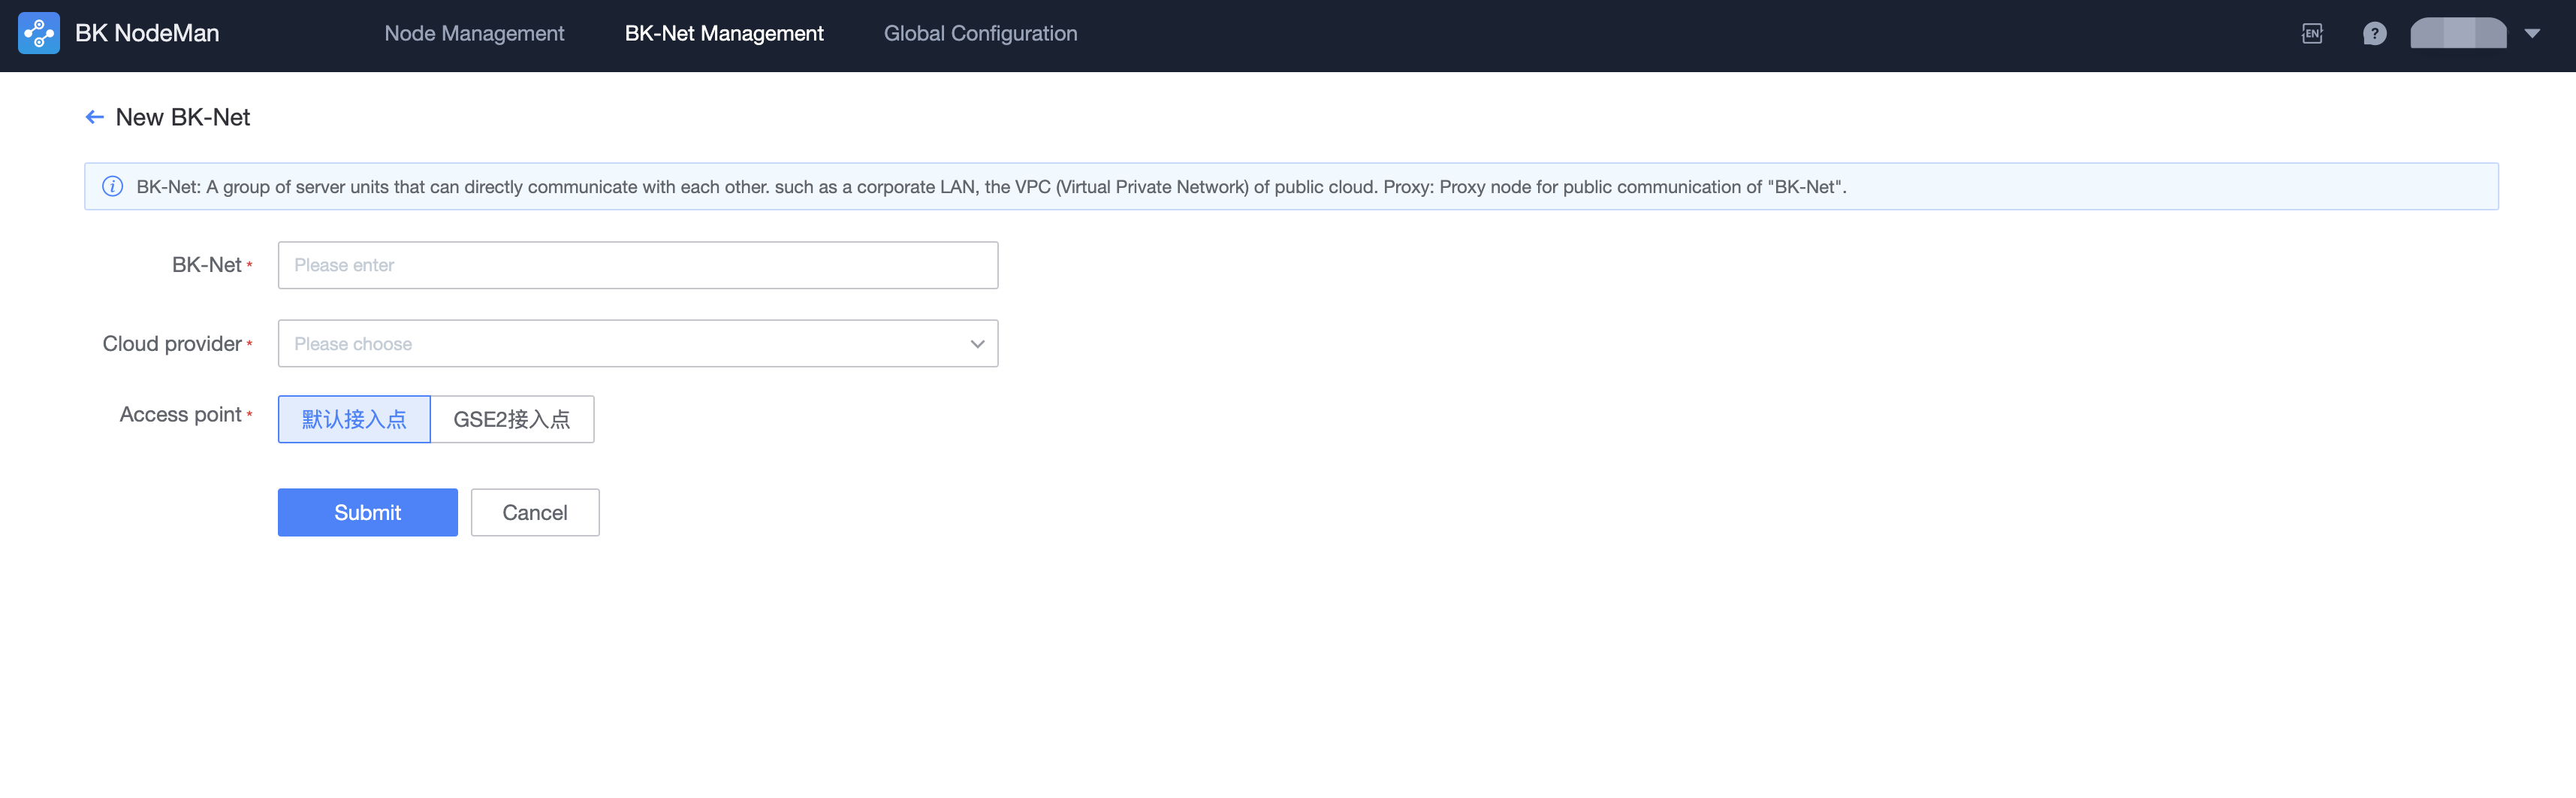 BK NodeMan
Node Management
BK-Net Management
Global Configuration
EN
?
New BK-Net
BK-Net: A group of server units that can directly communicate with each other. such as a corporate LAN, the VPC (Virtual Private Network) of public cloud. Proxy: Proxy node for public communication of "BK-Net".
BK-Net *
Please enter
Cloud provider *
Please choose
Access point *
默认接入点
GSE2接入点
Submit
Cancel